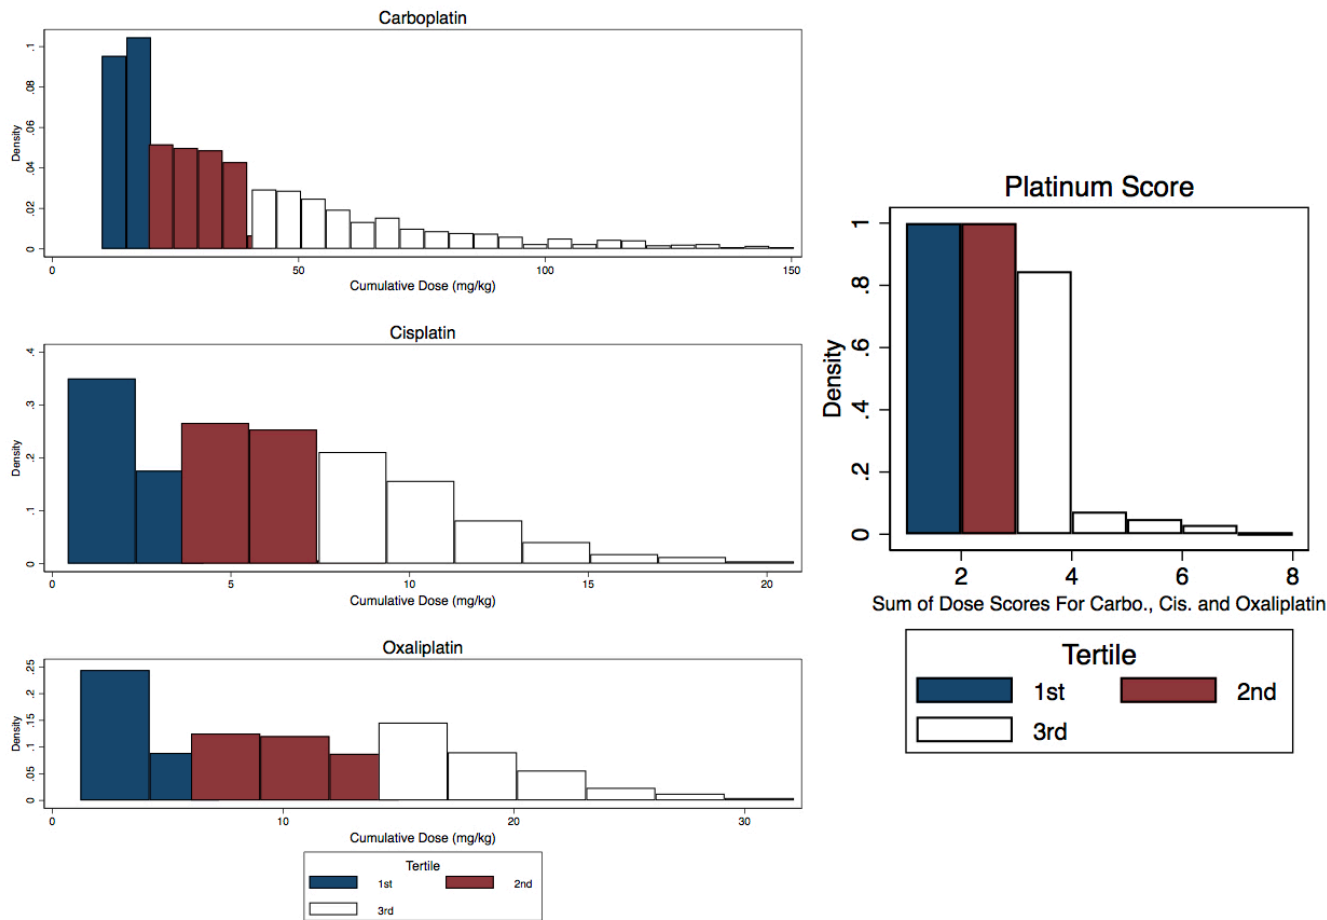 Carboplatin
Density
.1
.08
.06
.04
.02
0
0 50 100 150
Cumulative Dose (mg/kg)
Cisplatin
Density
.4
.3
.2
.1
0
0 5 10 15 20
Cumulative Dose (mg/kg)
Oxaliplatin
Density
.25
.2
.15
.1
.05
0
0 10 20 30
Cumulative Dose (mg/kg)
Tertile
1st 2nd
3rd
Platinum Score
Density
1
.8
.6
.4
.2
0
2 4 6 8
Sum of Dose Scores For Carbo., Cis. and Oxaliplatin
Tertile
1st 2nd
3rd